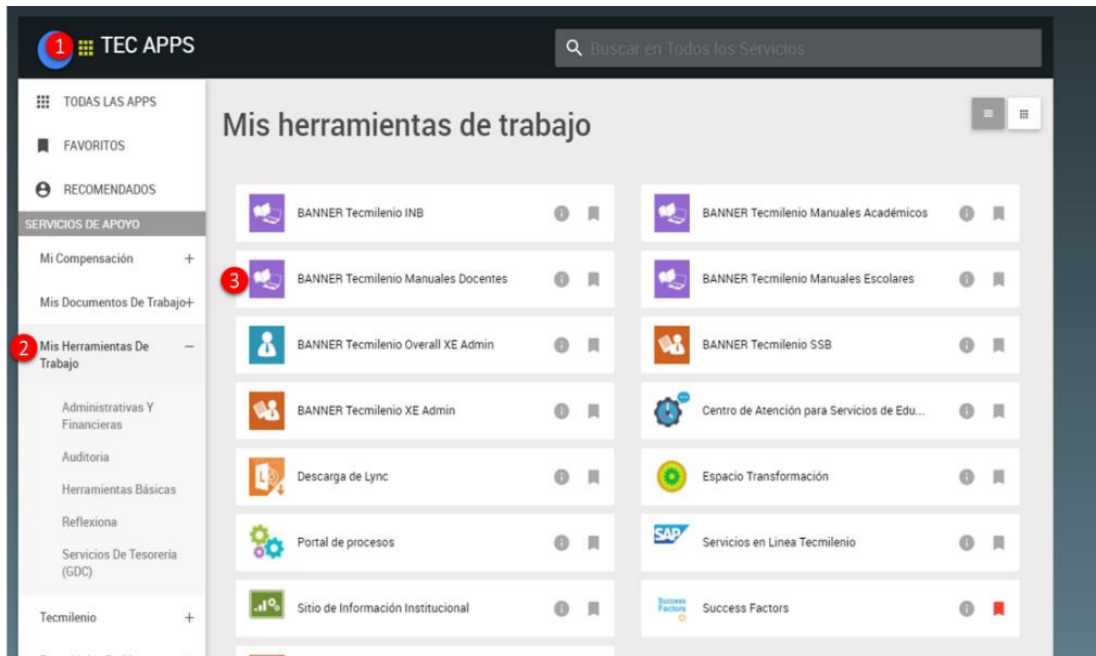 1 TEC APPS
Buscar en Todos los Servicios
TODAS LAS APPS
FAVORITOS
RECOMENDADOS
SERVICIOS DE APOYO
Mi Compensación +
Mis Documentos De Trabajo+
2 Mis Herramientas De −
Trabajo
Administrativas Y
Financieras
Auditoria
Herramientas Básicas
Reflexiona
Servicios De Tesorería
(GDC)
Tecmilenio +
Mis herramientas de trabajo
BANNER Tecmilenio INB
BANNER Tecmilenio Manuales Académicos
3 BANNER Tecmilenio Manuales Docentes
BANNER Tecmilenio Manuales Escolares
BANNER Tecmilenio Overall XE Admin
BANNER Tecmilenio SSB
BANNER Tecmilenio XE Admin
Centro de Atención para Servicios de Edu...
Descarga de Lync
Espacio Transformación
Portal de procesos
SAP Servicios en Linea Tecmilenio
Sitio de Información Institucional
Success
Factors
Success Factors